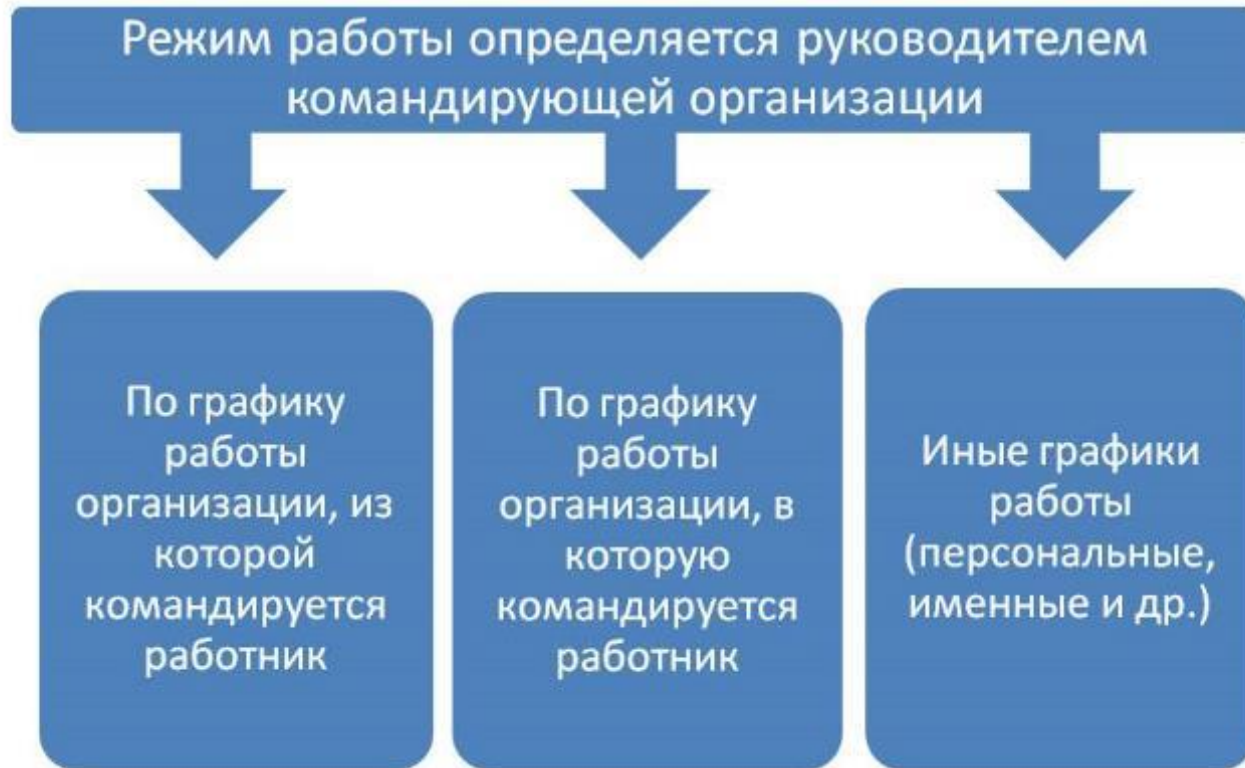 Режим работы определяется руководителем
командирующей организации
По графику
работы
организации, из
которой
командируется
работник
По графику
работы
организации, в
которую
командируется
работник
Иные графики
работы
(персональные,
именные и др.)